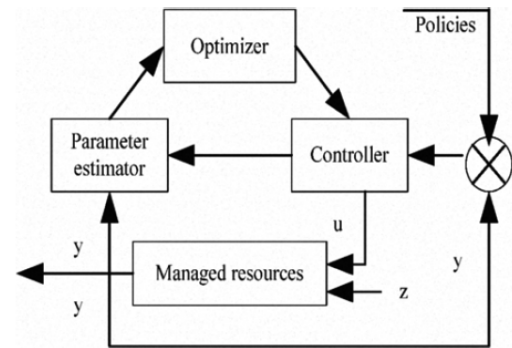 Policies
Optimizer
Parameter
estimator
Controller
u
y
y
Managed resources
z
y